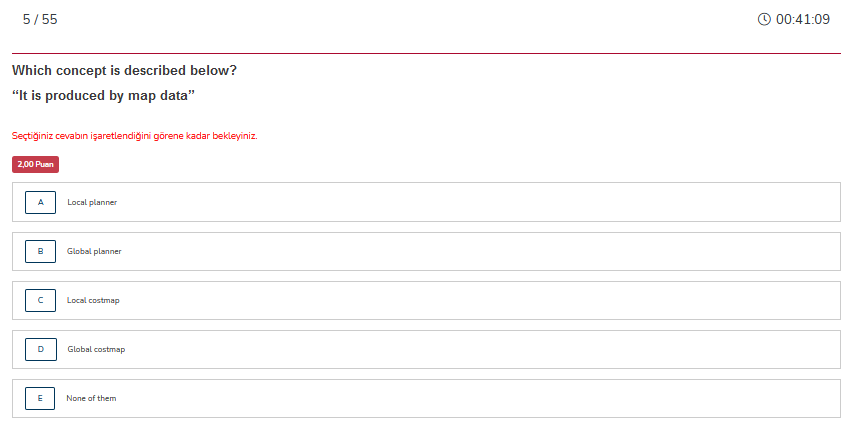 5 / 55
00:41:09
Which concept is described below?
“It is produced by map data”
Seçtiğiniz cevabın işaretlendiğini görene kadar bekleyiniz.
2,00 Puan
A Local planner
B Global planner
C Local costmap
D Global costmap
E None of them